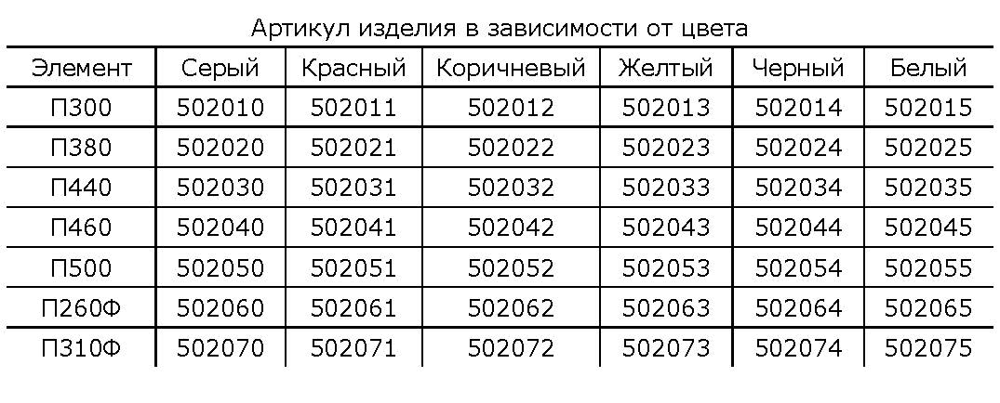 Артикул изделия в зависимости от цвета
Элемент Серый Красный Коричневый Желтый Черный Белый
П300 502010 502011 502012 502013 502014 502015
П380 502020 502021 502022 502023 502024 502025
П440 502030 502031 502032 502033 502034 502035
П460 502040 502041 502042 502043 502044 502045
П500 502050 502051 502052 502053 502054 502055
П260Ф 502060 502061 502062 502063 502064 502065
П310Ф 502070 502071 502072 502073 502074 502075